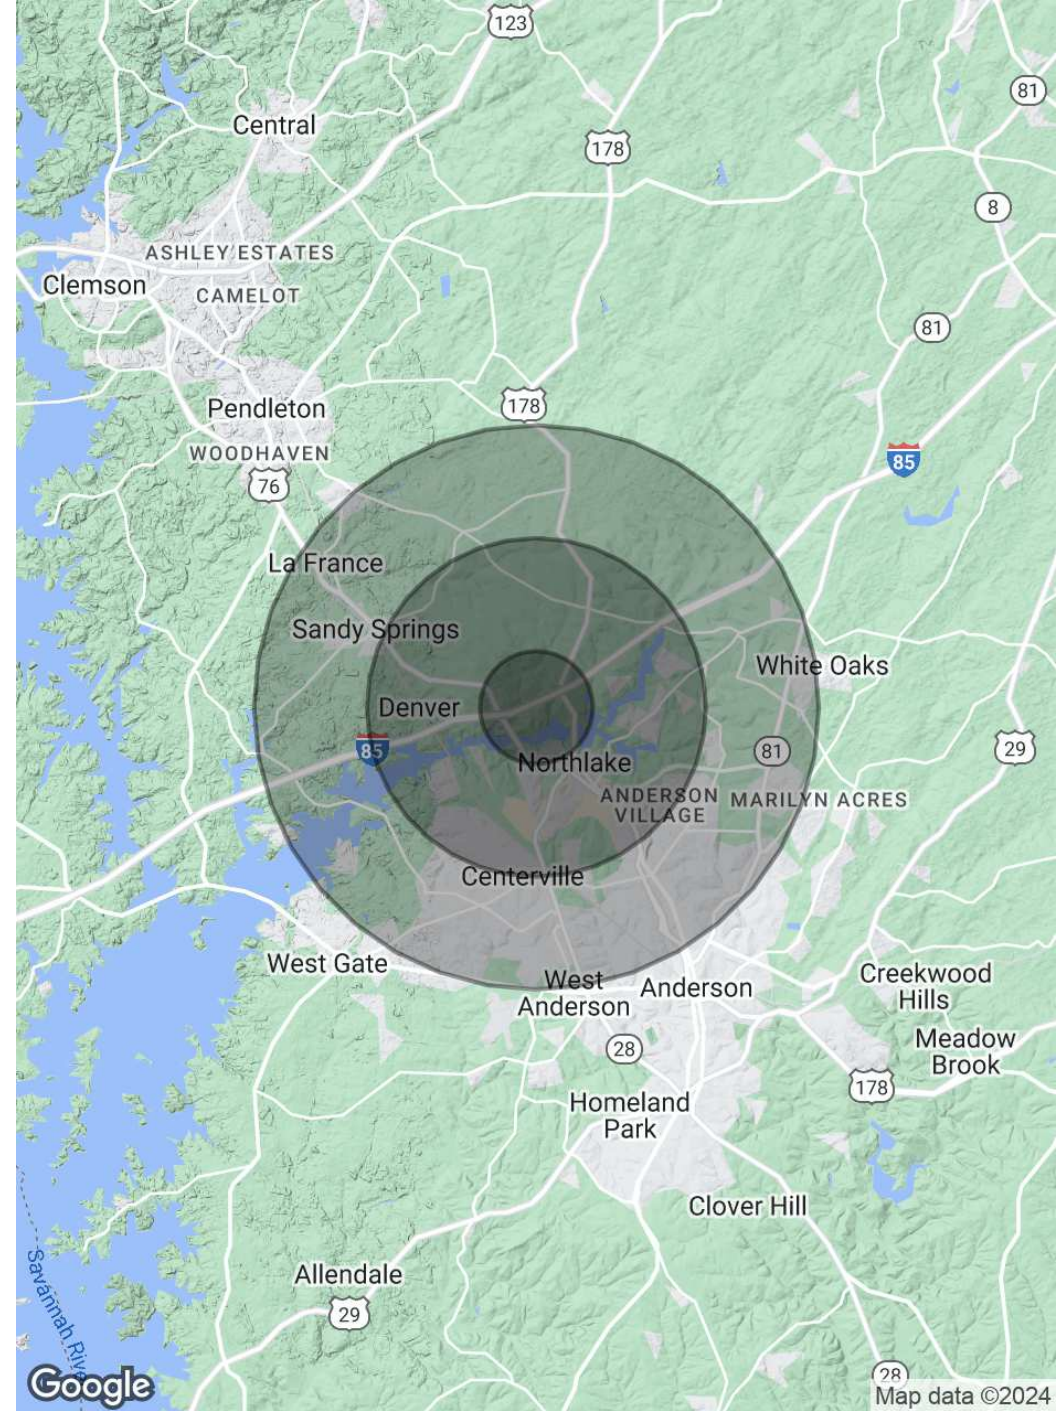 123
81
Central
178
8
ASHLEY ESTATES
Clemson
CAMELOT
81
Pendleton
178
WOODHAVEN
85
76
La France
Sandy Springs
White Oaks
Denver
85
81
29
Northlake
ANDERSON
VILLAGE
MARILYN ACRES
Centerville
West Gate
West
Anderson
Anderson
Creekwood
Hills
28
Meadow
Brook
178
Homeland
Park
Clover Hill
Savannah River
Allendale
29
28
Google
Map data ©2024